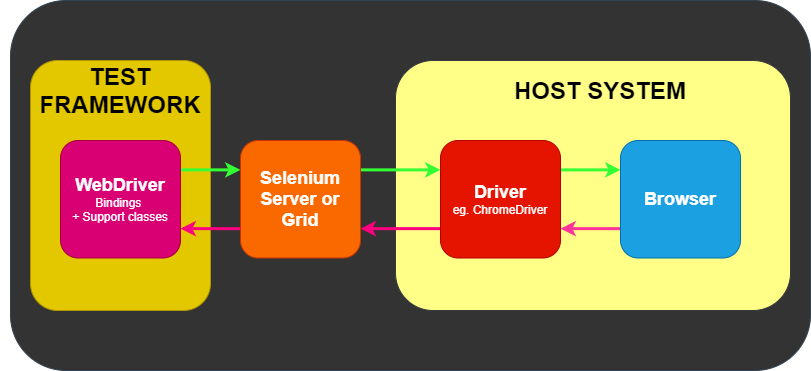 TEST
FRAMEWORK
HOST SYSTEM
WebDriver
Bindings
+ Support classes
Selenium
Server or
Grid
Driver
eg. ChromeDriver
Browser